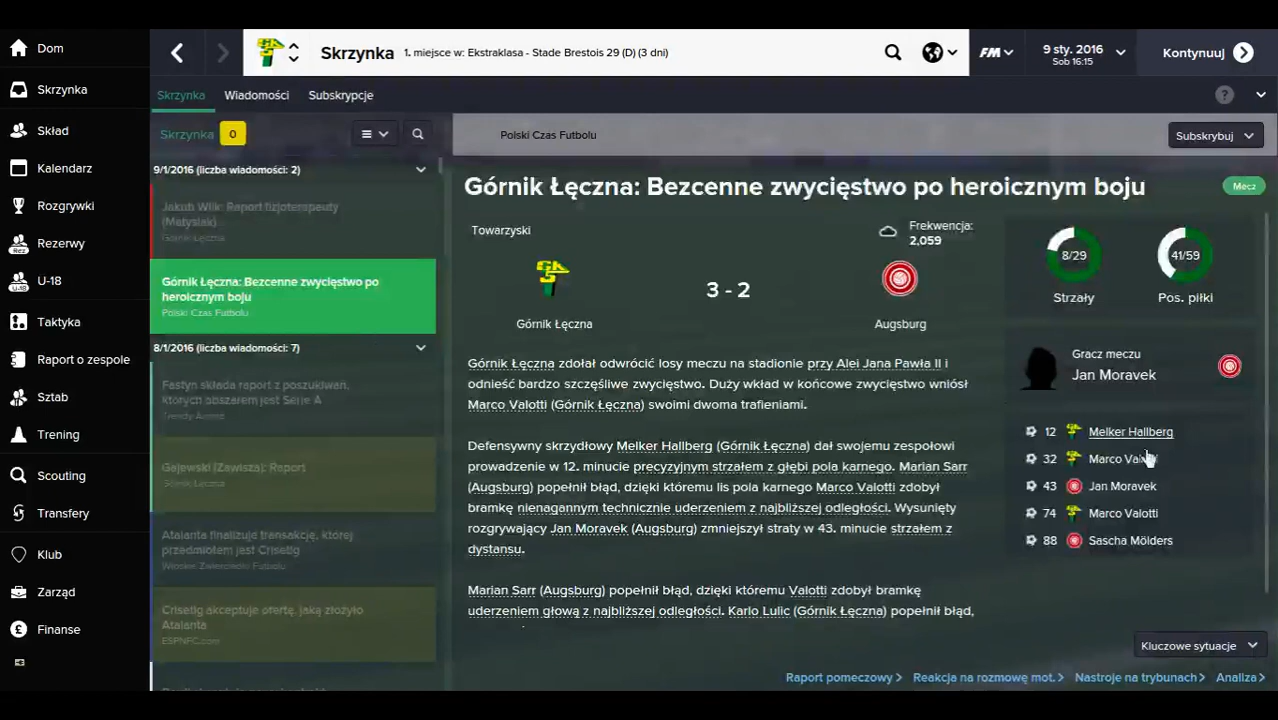 Dom
Skrzynka
Skład
Kalendarz
Rozgrywki
Rezerwy
U-18
Taktyka
Raport o zespole
Sztab
Trening
Scouting
Transfery
Klub
Zarząd
Finanse
Skrzynka
1. miejsce w: Ekstraklasa - Stade Brestois 29 (D) (3 dni)
FM
9 sty. 2016
Sob 16:15
Kontynuuj
Skrzynka
Wiadomości
Subskrypcje
Skrzynka
0
9/1/2016 (liczba wiadomości: 2)
Jakub Wilk: Raport fizjoterapeuty
(Matysiak)
Górnik Łęczna
Górnik Łęczna: Bezcenne zwycięstwo po
heroicznym boju
Polski Czas Futbolu
8/1/2016 (liczba wiadomości: 7)
Fastyn składa raport z poszukiwań,
których obszarem jest Serie A
Gajewski (Zawisza): Raport
Górnik Łęczna
Atalanta finalizuje transakcję, której
przedmiotem jest Crisetig
Włoskie Zwierciadło Futbolu
Crisetig akceptuje ofertę, jaką złożyło
Atalanta
ESPNFC.com
Polski Czas Futbolu
Subskrybuj
Górnik Łęczna: Bezcenne zwycięstwo po heroicznym boju
Mecz
Towarzyski
Frekwencja:
2,059
3 - 2
Górnik Łęczna
Augsburg
Górnik Łęczna zdołał odwrócić losy meczu na stadionie przy Alei Jana Pawła II i
odnieść bardzo szczęśliwe zwycięstwo. Duży wkład w końcowe zwycięstwo wniósł
Marco Valotti (Górnik Łęczna) swoimi dwoma trafieniami.
Defensywny skrzydłowy Melker Hallberg (Górnik Łęczna) dał swojemu zespołowi
prowadzenie w 12. minucie precyzyjnym strzałem z głębi pola karnego. Marian Sarr
(Augsburg) popełnił błąd, dzięki któremu lis pola karnego Marco Valotti zdobył
bramkę nienagannym technicznie uderzeniem z najbliższej odległości. Wysunięty
rozgrywający Jan Moravek (Augsburg) zmniejszył straty w 43. minucie strzałem z
dystansu.
Marian Sarr (Augsburg) popełnił błąd, dzięki któremu Valotti zdobył bramkę
uderzeniem głową z najbliższej odległości. Karlo Lulic (Górnik Łęczna) popełnił błąd,
8/29
Strzały
41/59
Pos. piłki
Gracz meczu
Jan Moravek
12 Melker Hallberg
32 Marco Valotti
43 Jan Moravek
74 Marco Valotti
88 Sascha Mölders
Kluczowe sytuacje
Raport pomeczowy
Reakcja na rozmowę mot.
Nastroje na trybunach
Analiza